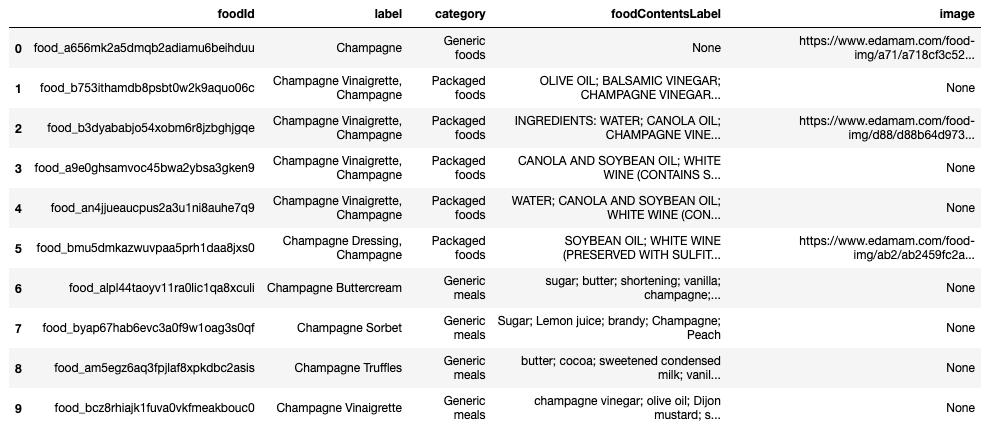 foodId label category foodContentsLabel image
0 food_a656mk2a5dmqb2adiamu6beihduu Champagne Generic foods None https://www.edamam.com/food-img/a71/a718cf3c52...
1 food_b753ithamdb8psbt0w2k9aquo06c Champagne Vinaigrette, Champagne Packaged foods OLIVE OIL; BALSAMIC VINEGAR; CHAMPAGNE VINEGAR... None
2 food_b3dyababjo54xobm6r8jzbghjgqe Champagne Vinaigrette, Champagne Packaged foods INGREDIENTS: WATER; CANOLA OIL; CHAMPAGNE VINE... https://www.edamam.com/food-img/d88/d88b64d973...
3 food_a9e0ghsamvoc45bwa2ybsa3gken9 Champagne Vinaigrette, Champagne Packaged foods CANOLA AND SOYBEAN OIL; WHITE WINE (CONTAINS S... None
4 food_an4jjueaucpus2a3u1ni8auhe7q9 Champagne Vinaigrette, Champagne Packaged foods WATER; CANOLA AND SOYBEAN OIL; WHITE WINE (CON... None
5 food_bmu5dmkazwuvpaa5prh1daa8jxs0 Champagne Dressing, Champagne Packaged foods SOYBEAN OIL; WHITE WINE (PRESERVED WITH SULFIT... https://www.edamam.com/food-img/ab2/ab2459fc2a...
6 food_alpl44taoyv11ra0lic1qa8xculi Champagne Buttercream Generic meals sugar; butter; shortening; vanilla; champagne;... None
7 food_byap67hab6evc3a0f9w1oag3s0qf Champagne Sorbet Generic meals Sugar; Lemon juice; brandy; Champagne; Peach None
8 food_am5egz6aq3fpjlaf8xpkdbc2asis Champagne Truffles Generic meals butter; cocoa; sweetened condensed milk; vanil... None
9 food_bcz8rhiajk1fuva0vkfmeakbouc0 Champagne Vinaigrette Generic meals champagne vinegar; olive oil; Dijon mustard; s... None